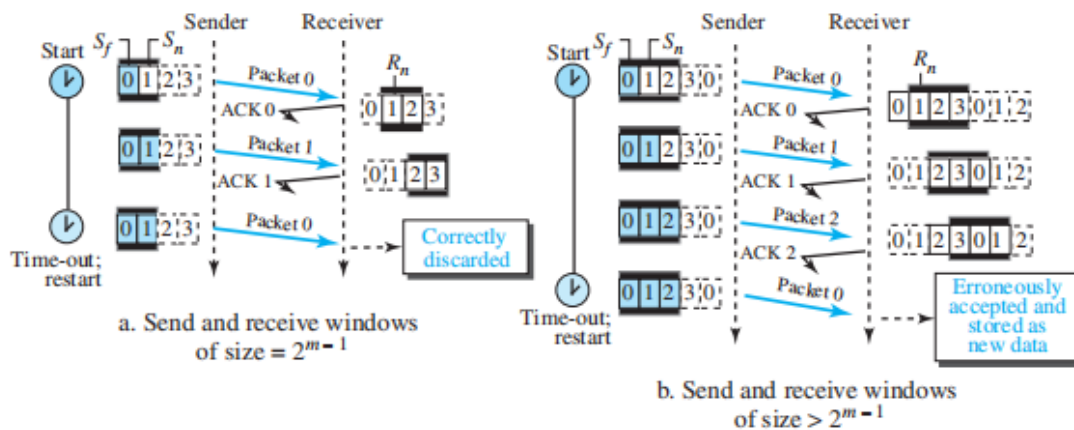 Sender Receiver
Start
Sf Sn
0 1 2 3
Packet 0
Rn
0 1 2 3
ACK 0
0 1 2 3
Packet 1
0 1 2 3
ACK 1
0 1 2 3
Packet 0
Correctly
discarded
Time-out;
restart
a. Send and receive windows
of size = 2^{m – 1}
Sender Receiver
Start
Sf Sn
0 1 2 3 0
Packet 0
Rn
0 1 2 3 0 1 2
ACK 0
0 1 2 3 0
Packet 1
0 1 2 3 0 1 2
ACK 1
0 1 2 3 0
Packet 2
0 1 2 3 0 1 2
ACK 2
0 1 2 3 0
Packet 0
Erroneously
accepted and
stored as
new data
Time-out;
restart
b. Send and receive windows
of size > 2^{m – 1}